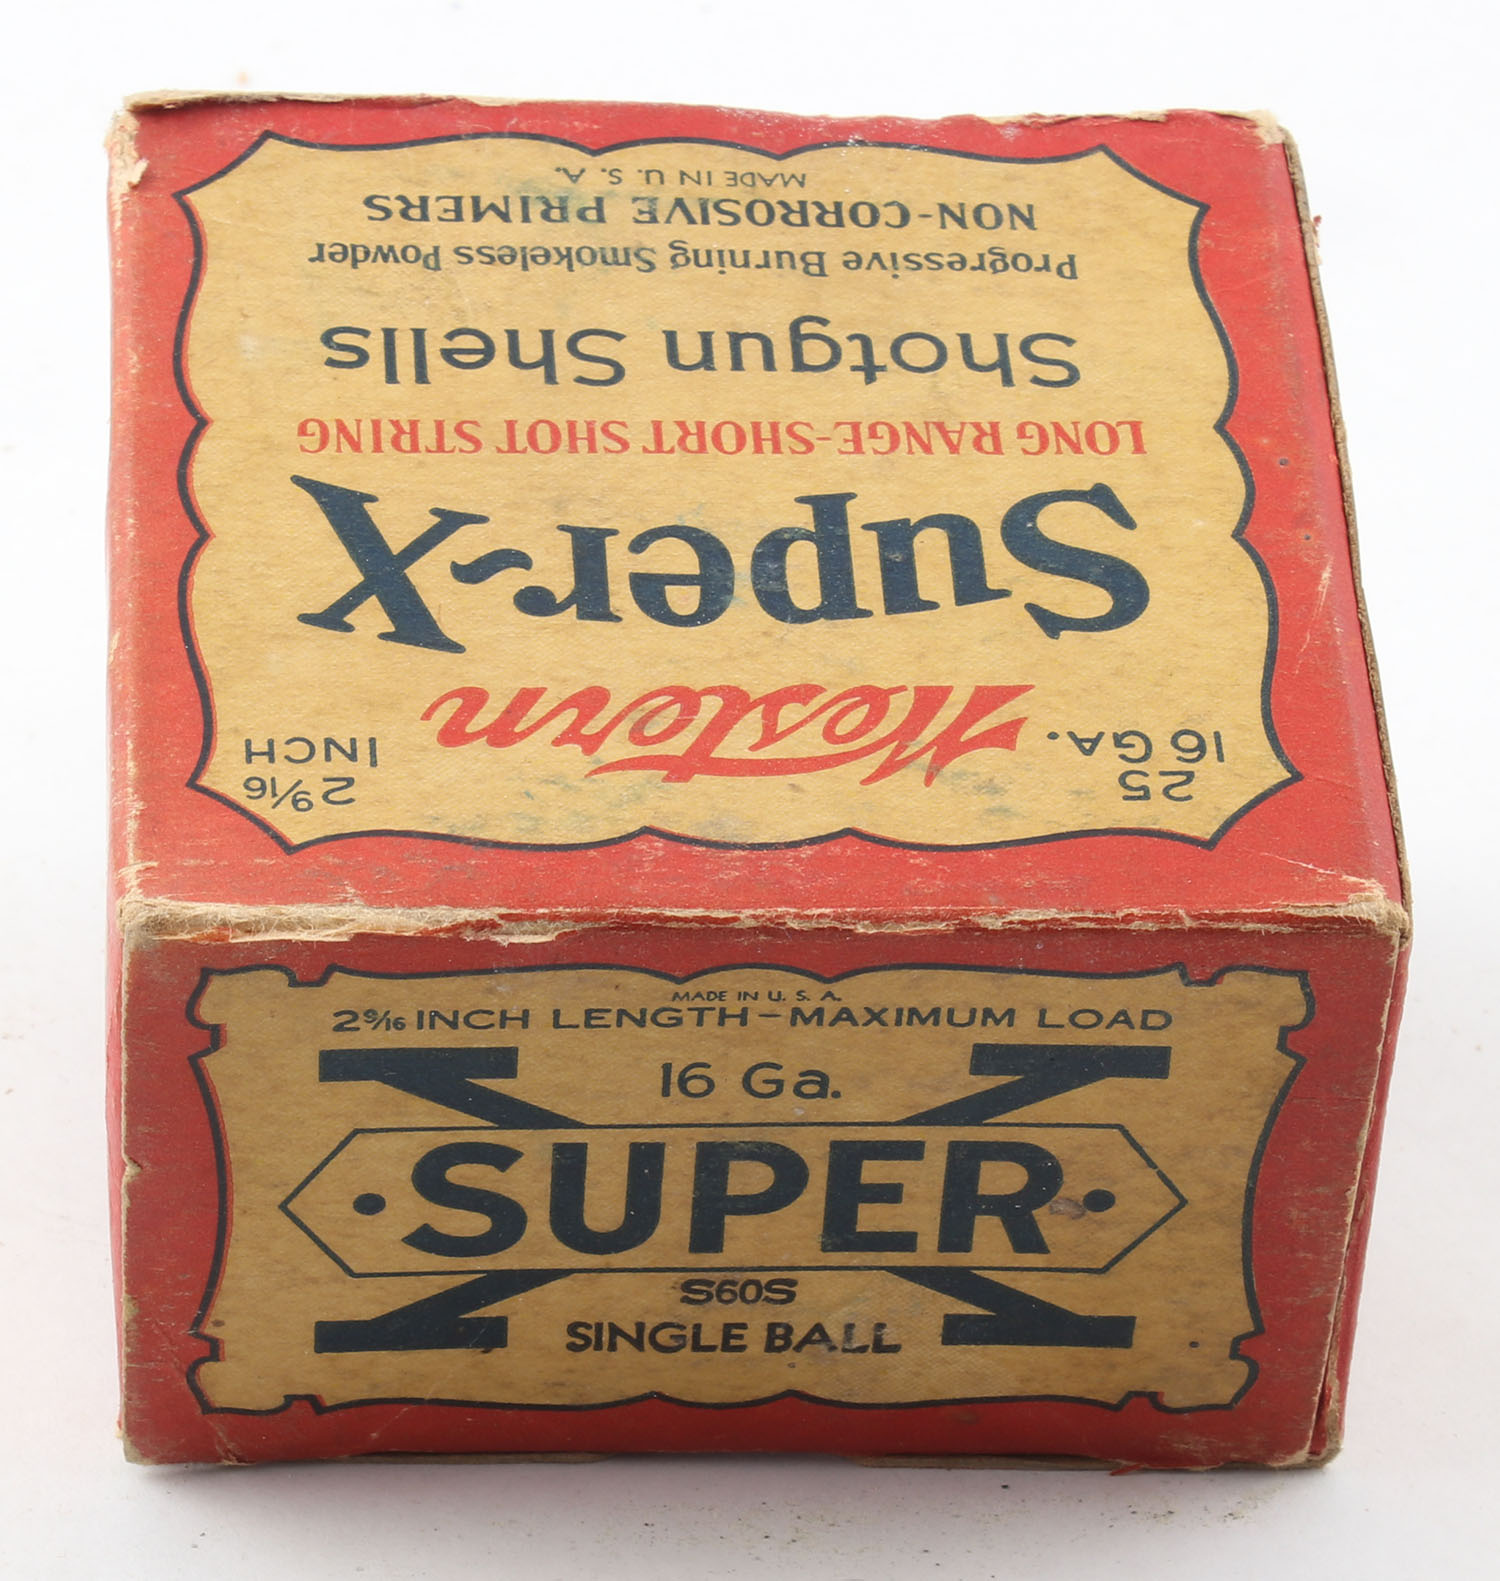 25
16 GA.
2 9/16
INCH
Western
Super-X
LONG RANGE-SHORT SHOT STRING
Shotgun Shells
Progressive Burning Smokeless Powder
NON-CORROSIVE PRIMERS
MADE IN U. S. A.
MADE IN U. S. A.
2 9/16 INCH LENGTH-MAXIMUM LOAD
16 Ga.
X
·SUPER·
S60S
SINGLE BALL